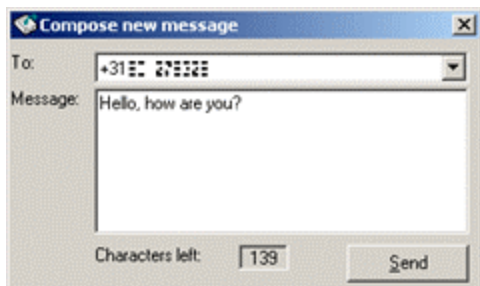 Compose new message
To:
+31
Message:
Hello, how are you?
Characters left: 139
Send